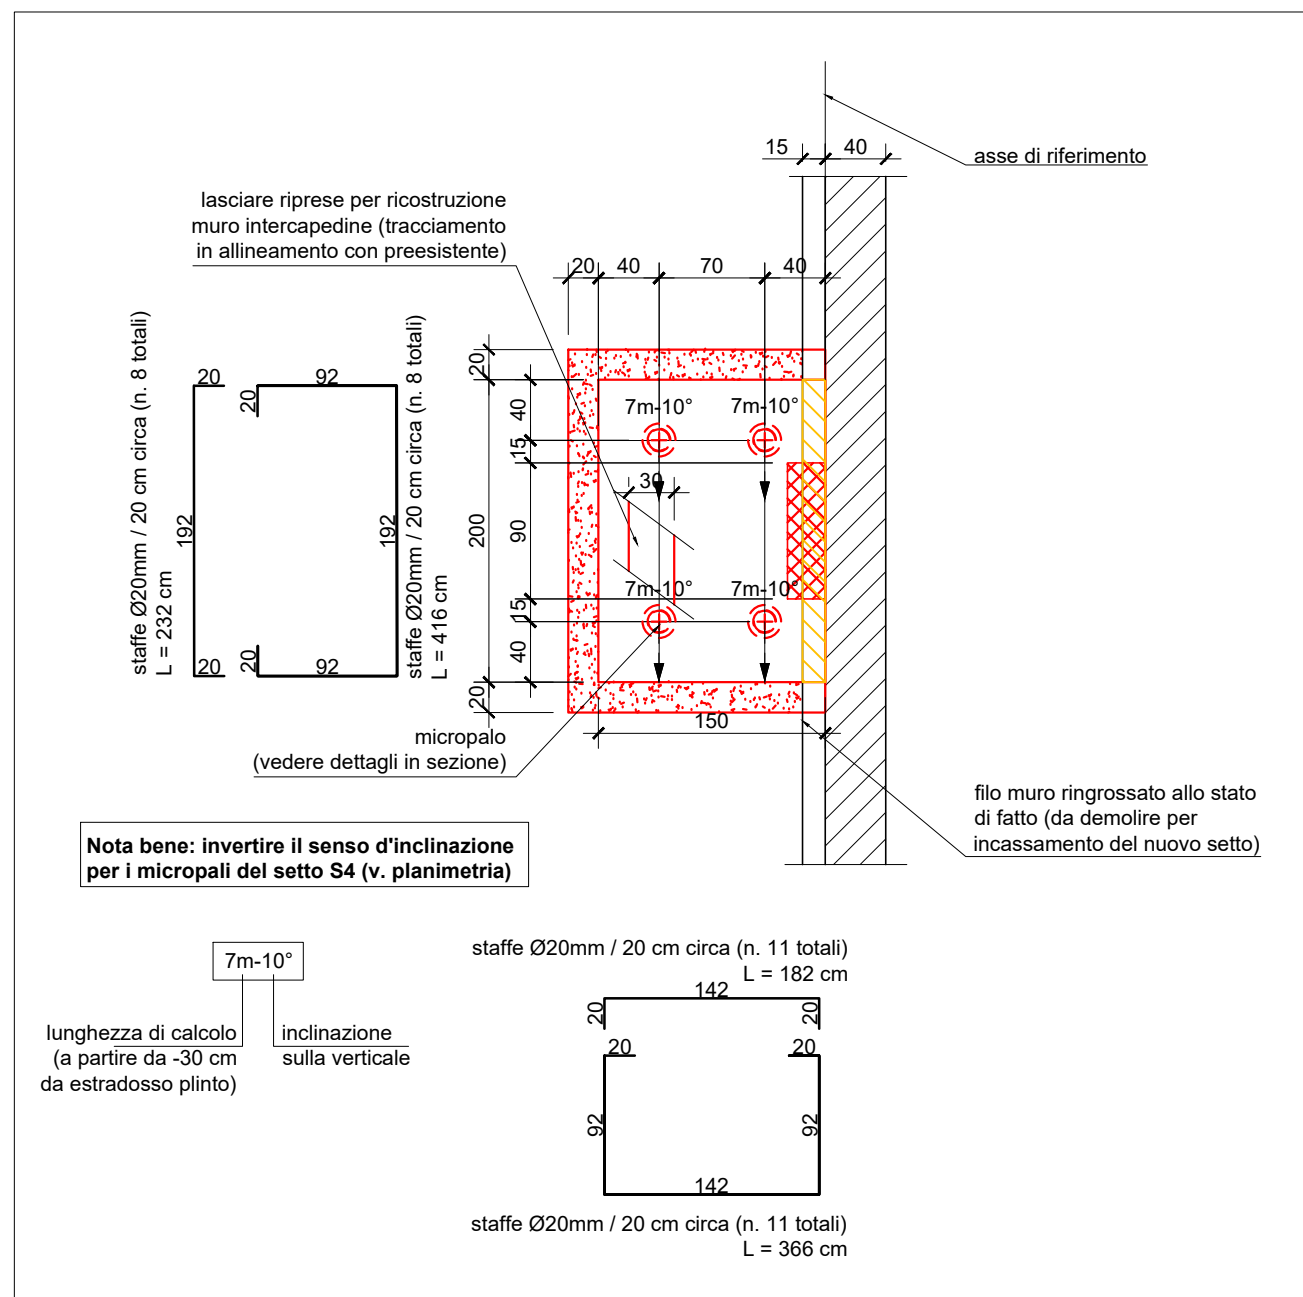 15
40
asse di riferimento
lasciare riprese per ricostruzione
muro intercapedine (tracciamento
in allineamento con preesistente)
20
40
70
40
staffe Ø20mm / 20 cm circa (n. 8 totali)
L = 232 cm
20
192
20
staffe Ø20mm / 20 cm circa (n. 8 totali)
L = 416 cm
92
20
192
20
92
20
200
20
40
15
90
15
40
7m-10°
7m-10°
30
7m-10°
7m-10°
150
micropalo
(vedere dettagli in sezione)
filo muro ringrossato allo stato
di fatto (da demolire per
incassamento del nuovo setto)
Nota bene: invertire il senso d'inclinazione
per i micropali del setto S4 (v. planimetria)
7m-10°
lunghezza di calcolo
(a partire da -30 cm
da estradosso plinto)
inclinazione
sulla verticale
staffe Ø20mm / 20 cm circa (n. 11 totali)
L = 182 cm
142
20
20
20
20
92
92
142
staffe Ø20mm / 20 cm circa (n. 11 totali)
L = 366 cm